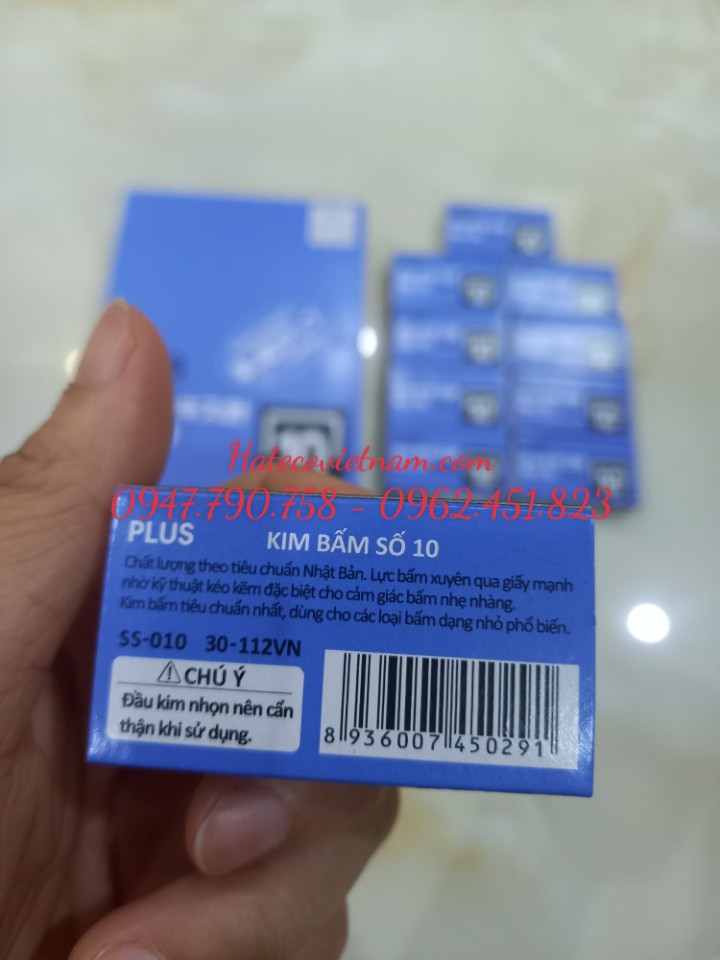 Hatecovietnam.com
0947.790.758 - 0962.451.823
PLUS
KIM BẤM SỐ 10
Chất lượng theo tiêu chuẩn Nhật Bản. Lực bấm xuyên qua giấy mạnh
nhờ kỹ thuật kéo kẽm đặc biệt cho cảm giác bấm nhẹ nhàng.
Kim bấm tiêu chuẩn nhất, dùng cho các loại bấm dạng nhỏ phổ biến.
SS-010 30-112VN
CHÚ Ý
Đầu kim nhọn nên cẩn
thận khi sử dụng.
8 936007 450291